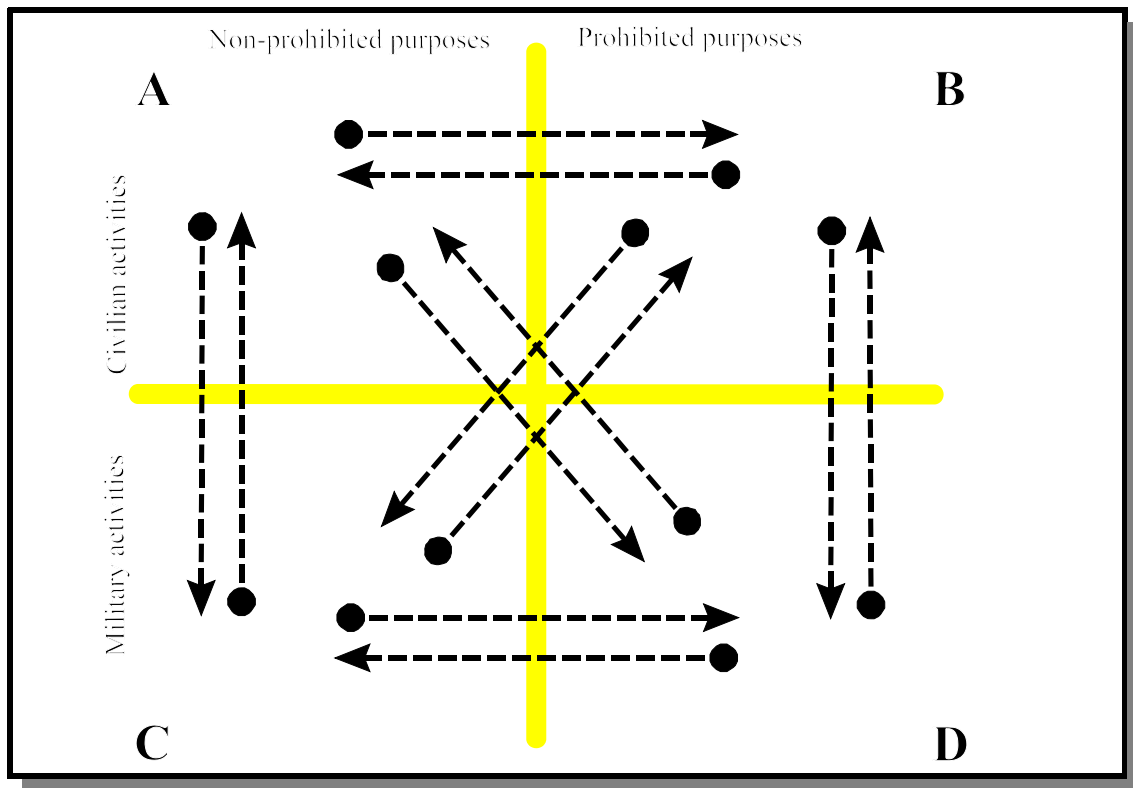 Non-prohibited purposes
Prohibited purposes
A
B
Civilian activities
Military activities
C
D